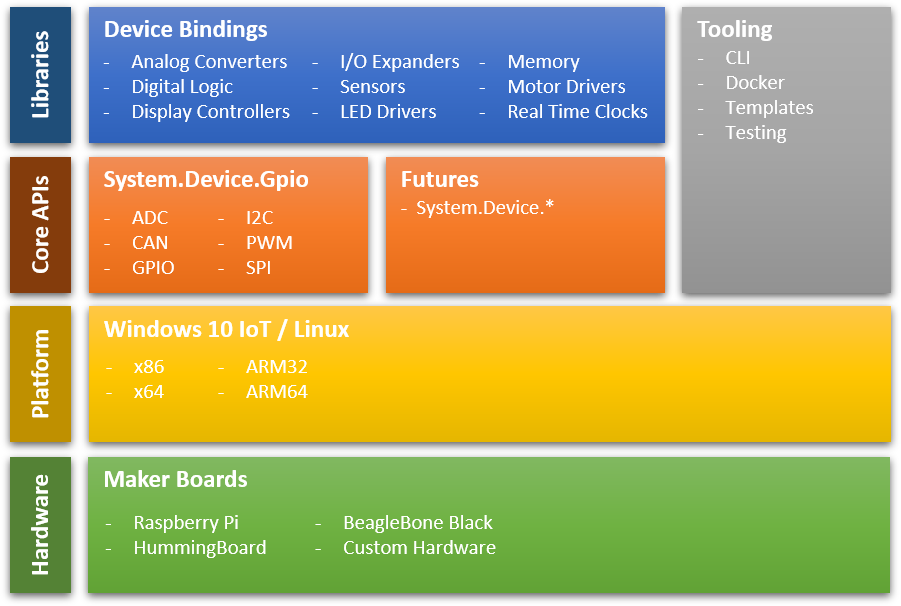 Libraries
Device Bindings
- Analog Converters
- Digital Logic
- Display Controllers
- I/O Expanders
- Sensors
- LED Drivers
- Memory
- Motor Drivers
- Real Time Clocks
Tooling
- CLI
- Docker
- Templates
- Testing
Core APIs
System.Device.Gpio
- ADC
- CAN
- GPIO
- I2C
- PWM
- SPI
Futures
- System.Device.*
Platform
Windows 10 IoT / Linux
- x86
- x64
- ARM32
- ARM64
Hardware
Maker Boards
- Raspberry Pi
- HummingBoard
- BeagleBone Black
- Custom Hardware